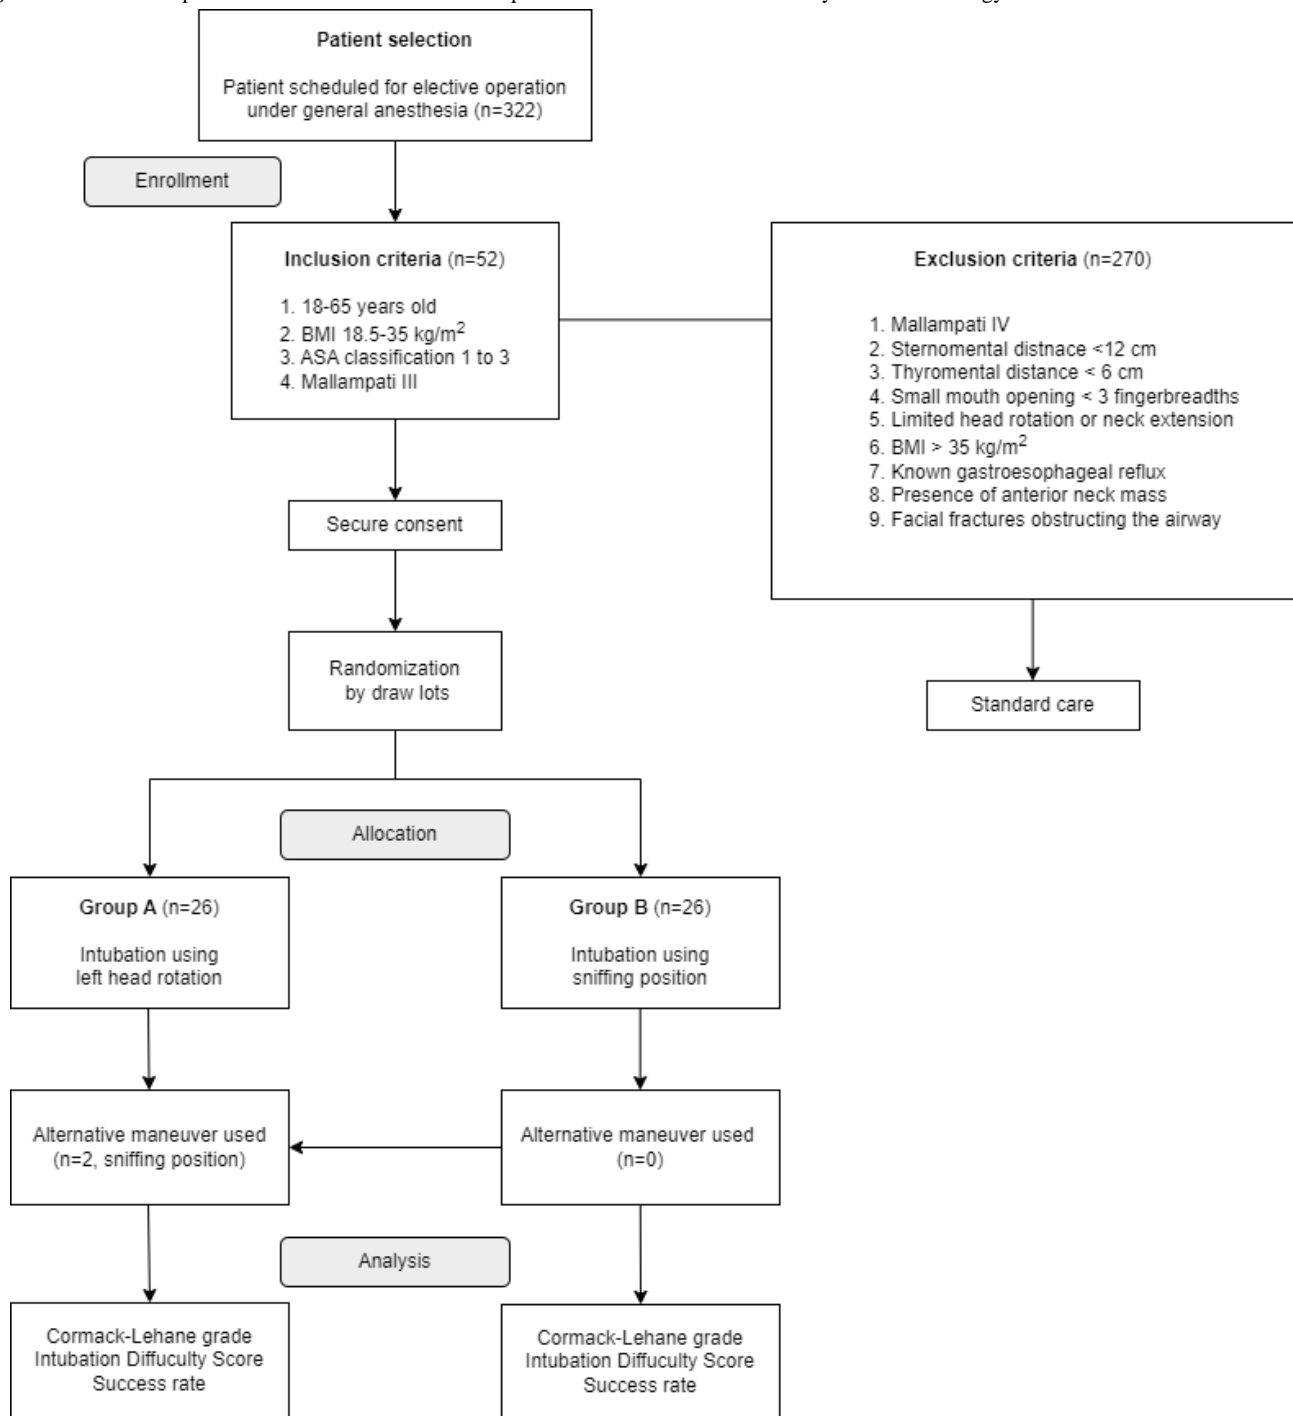 Patient selection
Patient scheduled for elective operation
under general anesthesia (n=322)
Enrollment
Inclusion criteria (n=52)
1. 18-65 years old
2. BMI 18.5-35 kg/m²
3. ASA classification 1 to 3
4. Mallampati III
Exclusion criteria (n=270)
1. Mallampati IV
2. Sternomental distnace <12 cm
3. Thyromental distance < 6 cm
4. Small mouth opening < 3 fingerbreadths
5. Limited head rotation or neck extension
6. BMI > 35 kg/m²
7. Known gastroesophageal reflux
8. Presence of anterior neck mass
9. Facial fractures obstructing the airway
Secure consent
Randomization
by draw lots
Standard care
Allocation
Group A (n=26)
Intubation using
left head rotation
Group B (n=26)
Intubation using
sniffing position
Alternative maneuver used
(n=2, sniffing position)
Alternative maneuver used
(n=0)
Analysis
Cormack-Lehane grade
Intubation Diffuculty Score
Success rate
Cormack-Lehane grade
Intubation Diffuculty Score
Success rate